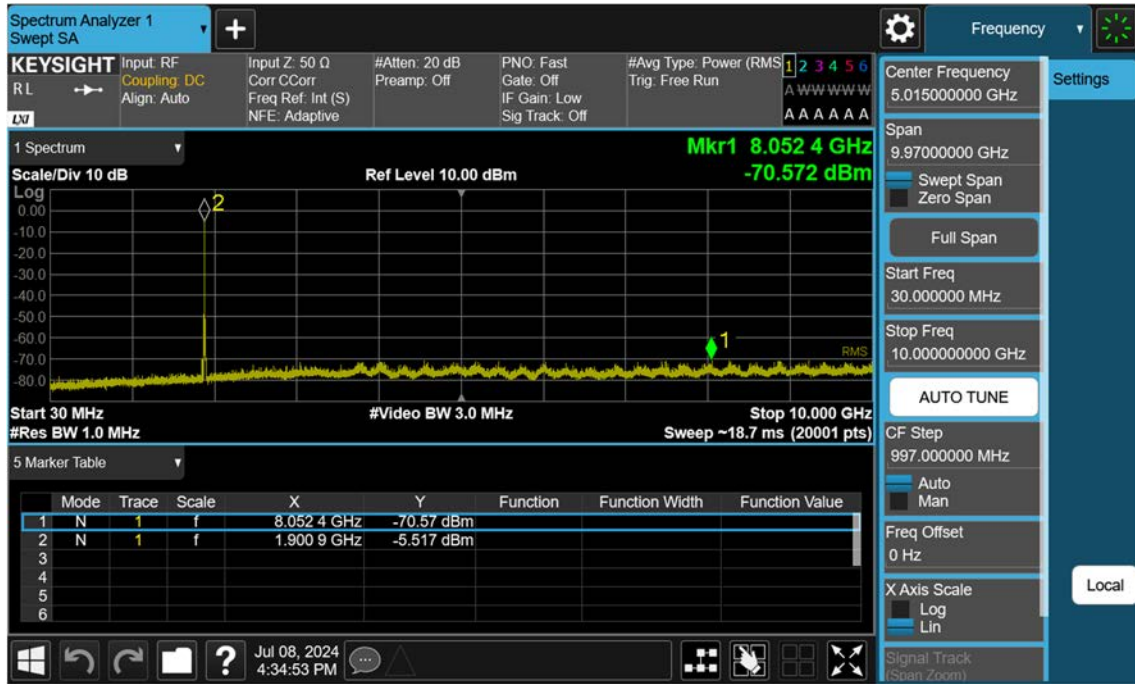 Spectrum Analyzer 1
Swept SA
Frequency
KEYSIGHT
RL
LXI
Input: RF
Coupling: DC
Align: Auto
Input Z: 50 Ω
Corr CCorr
Freq Ref: Int (S)
NFE: Adaptive
#Atten: 20 dB
Preamp: Off
PNO: Fast
Gate: Off
IF Gain: Low
Sig Track: Off
#Avg Type: Power (RMS
Trig: Free Run
1 2 3 4 5 6
A W W W W W
A A A A A A
1 Spectrum
Scale/Div 10 dB
Ref Level 10.00 dBm
Mkr1 8.052 4 GHz
-70.572 dBm
Log
0.00
-10.0
-20.0
-30.0
-40.0
-50.0
-60.0
-70.0
-80.0
2
1
RMS
Start 30 MHz
#Video BW 3.0 MHz
Stop 10.000 GHz
#Res BW 1.0 MHz
Sweep ~18.7 ms (20001 pts)
5 Marker Table
Mode Trace Scale X Y Function Function Width Function Value
1 N 1 f 8.052 4 GHz -70.57 dBm
2 N 1 f 1.900 9 GHz -5.517 dBm
3
4
5
6
Jul 08, 2024
4:34:53 PM
?
Center Frequency
5.015000000 GHz
Settings
Span
9.97000000 GHz
Swept Span
Zero Span
Full Span
Start Freq
30.000000 MHz
Stop Freq
10.000000000 GHz
AUTO TUNE
CF Step
997.000000 MHz
Auto
Man
Freq Offset
0 Hz
X Axis Scale
Log
Lin
Local
Signal Track
(Span Zoom)